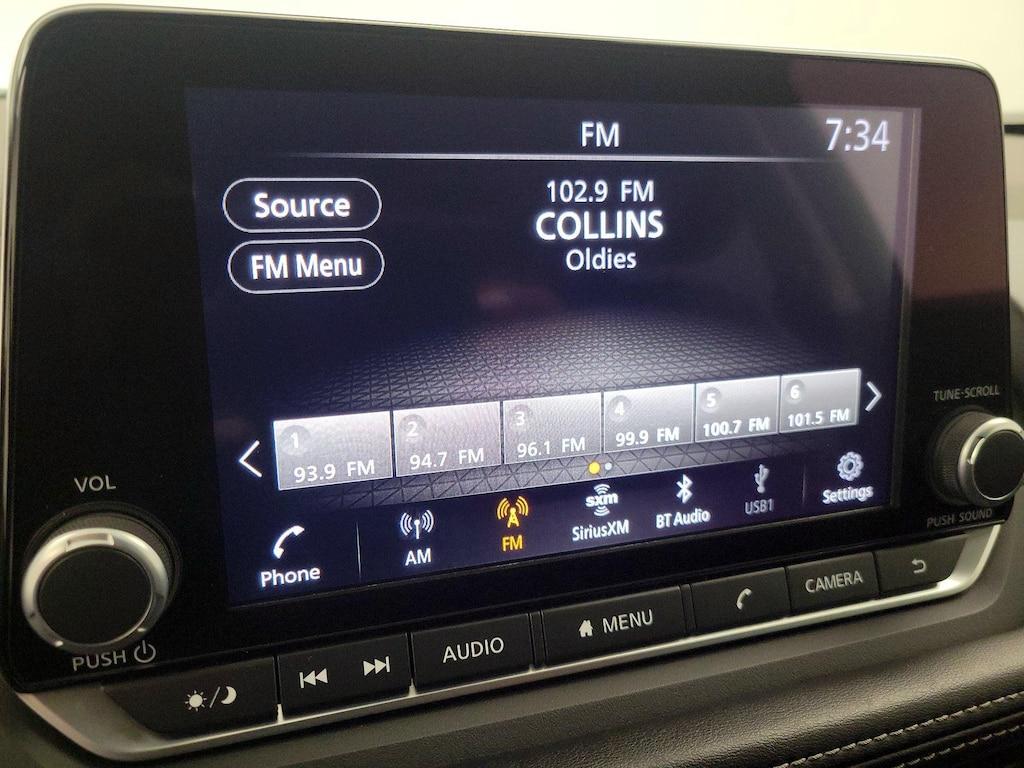 FM
7:34
Source
102.9 FM
COLLINS
FM Menu
Oldies
TUNE·SCROLL
1
2
3
4
5
6
93.9 FM
94.7 FM
96.1 FM
99.9 FM
100.7 FM
101.5 FM
VOL
Phone
AM
FM
sxm
SiriusXM
BT Audio
USB1
Settings
PUSH SOUND
PUSH
AUDIO
MENU
CAMERA